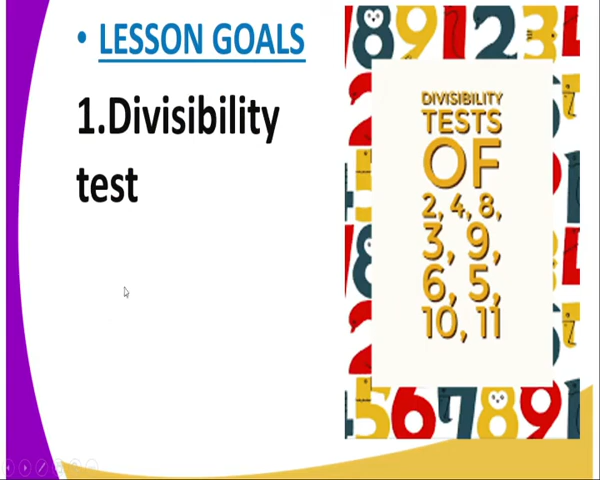 • LESSON GOALS
1.Divisibility
test
DIVISIBILITY
TESTS
OF
2, 4, 8,
3, 9,
6, 5,
10, 11